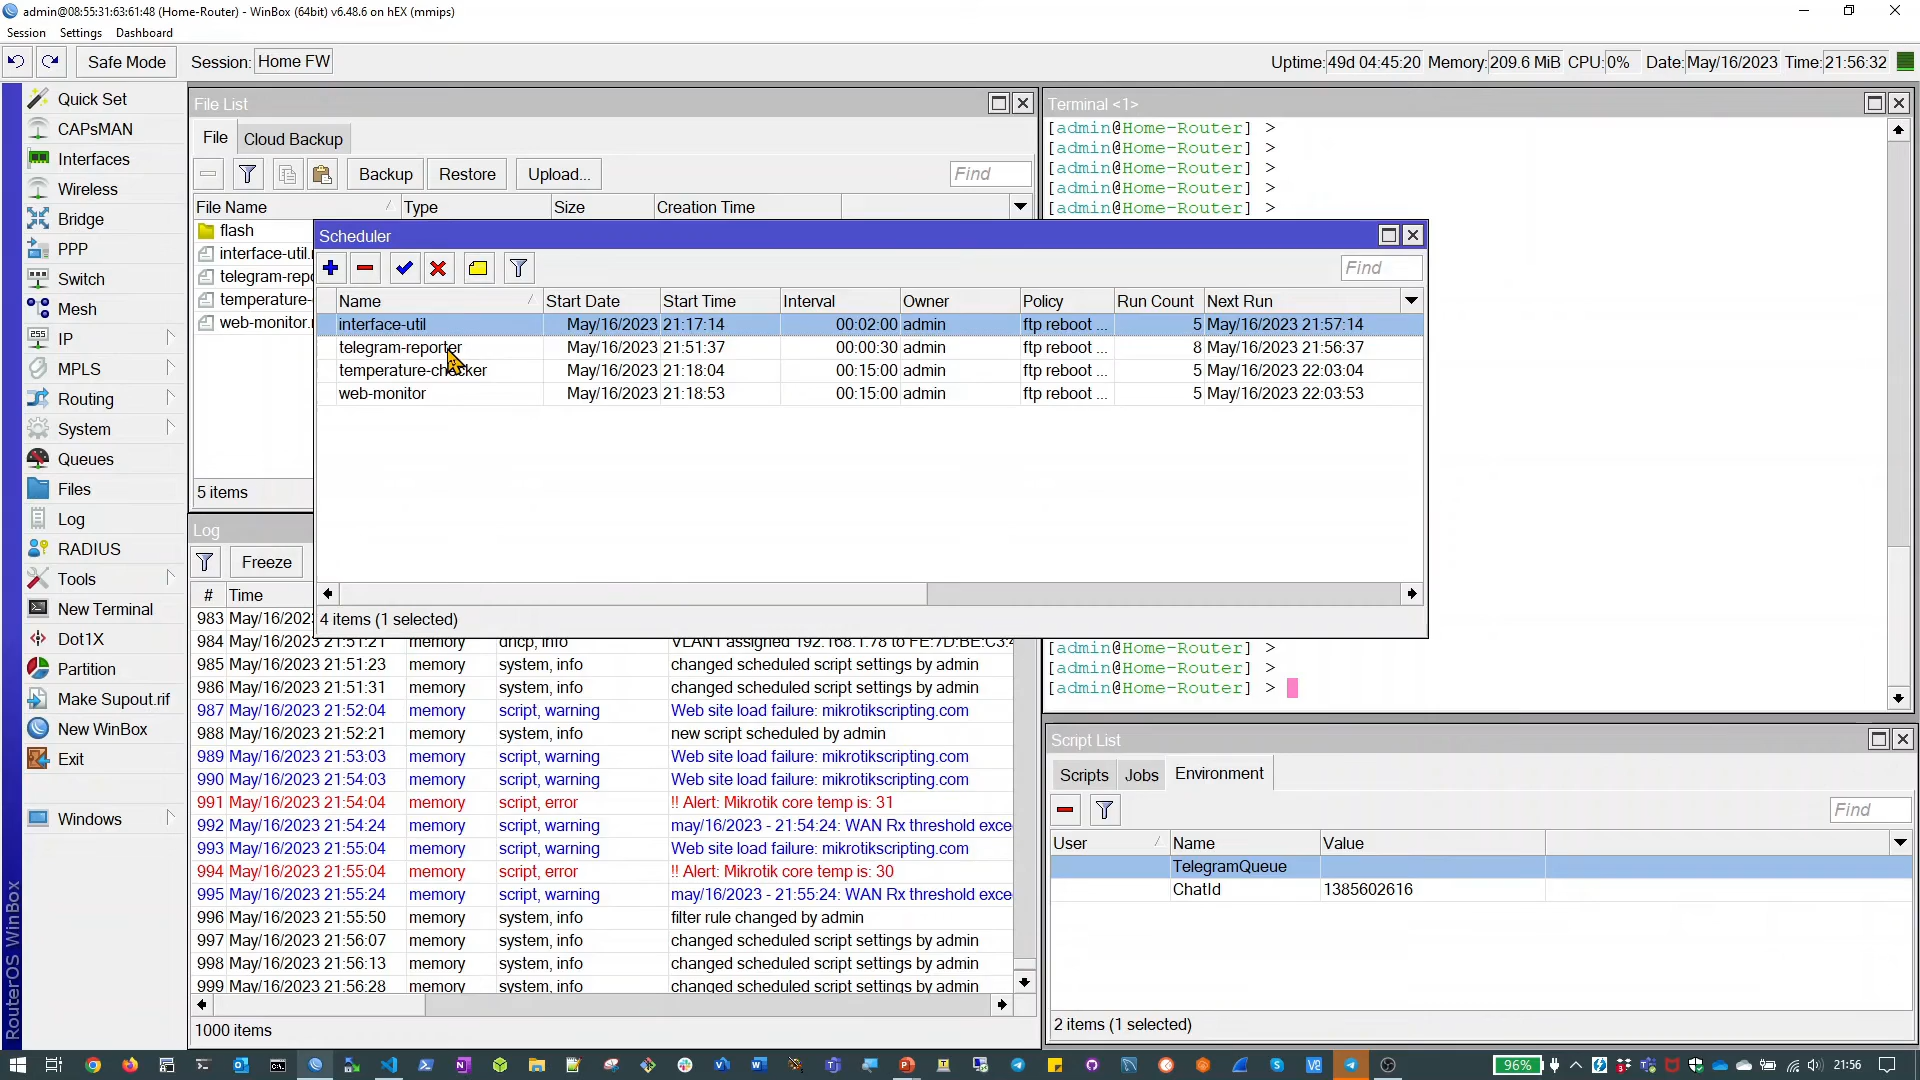 admin@08:55:31:63:61:48 (Home-Router) - WinBox (64bit) v6.48.6 on hEX (mmips)
Session Settings Dashboard
Safe Mode Session: Home FW Uptime: 49d 04:45:20 Memory: 209.6 MiB CPU: 0% Date: May/16/2023 Time: 21:56:32
Quick Set
CAPsMAN
Interfaces
Wireless
Bridge
PPP
Switch
Mesh
IP
MPLS
Routing
System
Queues
Files
Log
RADIUS
Tools
New Terminal
Dot1X
Partition
Make Supout.rif
New WinBox
Exit
Windows
RouterOS WinBox
File List
File Cloud Backup
Backup Restore Upload... Find
File Name Type Size Creation Time
flash
interface-util.
telegram-repo
temperature-
web-monitor.
5 items
Terminal <1>
[admin@Home-Router] >
[admin@Home-Router] >
[admin@Home-Router] >
[admin@Home-Router] >
[admin@Home-Router] >
Scheduler
Find
Name Start Date Start Time Interval Owner Policy Run Count Next Run
interface-util May/16/2023 21:17:14 00:02:00 admin ftp reboot ... 5 May/16/2023 21:57:14
telegram-reporter May/16/2023 21:51:37 00:00:30 admin ftp reboot ... 8 May/16/2023 21:56:37
temperature-checker May/16/2023 21:18:04 00:15:00 admin ftp reboot ... 5 May/16/2023 22:03:04
web-monitor May/16/2023 21:18:53 00:15:00 admin ftp reboot ... 5 May/16/2023 22:03:53
4 items (1 selected)
[admin@Home-Router] >
[admin@Home-Router] >
[admin@Home-Router] >
Log
Freeze
# Time
983 May/16/2023
984 May/16/2023 21:51:21 memory dhcp, info VLAN1 assigned 192.168.1.78 to FE:7D:BE:C3:4
985 May/16/2023 21:51:23 memory system, info changed scheduled script settings by admin
986 May/16/2023 21:51:31 memory system, info changed scheduled script settings by admin
987 May/16/2023 21:52:04 memory script, warning Web site load failure: mikrotikscripting.com
988 May/16/2023 21:52:21 memory system, info new script scheduled by admin
989 May/16/2023 21:53:03 memory script, warning Web site load failure: mikrotikscripting.com
990 May/16/2023 21:54:03 memory script, warning Web site load failure: mikrotikscripting.com
991 May/16/2023 21:54:04 memory script, error !! Alert: Mikrotik core temp is: 31
992 May/16/2023 21:54:24 memory script, warning may/16/2023 - 21:54:24: WAN Rx threshold exce
993 May/16/2023 21:55:04 memory script, warning Web site load failure: mikrotikscripting.com
994 May/16/2023 21:55:04 memory script, error !! Alert: Mikrotik core temp is: 30
995 May/16/2023 21:55:24 memory script, warning may/16/2023 - 21:55:24: WAN Rx threshold exce
996 May/16/2023 21:55:50 memory system, info filter rule changed by admin
997 May/16/2023 21:56:07 memory system, info changed scheduled script settings by admin
998 May/16/2023 21:56:13 memory system, info changed scheduled script settings by admin
999 May/16/2023 21:56:28 memory system, info changed scheduled script settings by admin
1000 items
Script List
Scripts Jobs Environment
Find
User Name Value
TelegramQueue
ChatId 1385602616
2 items (1 selected)
96% 21:56